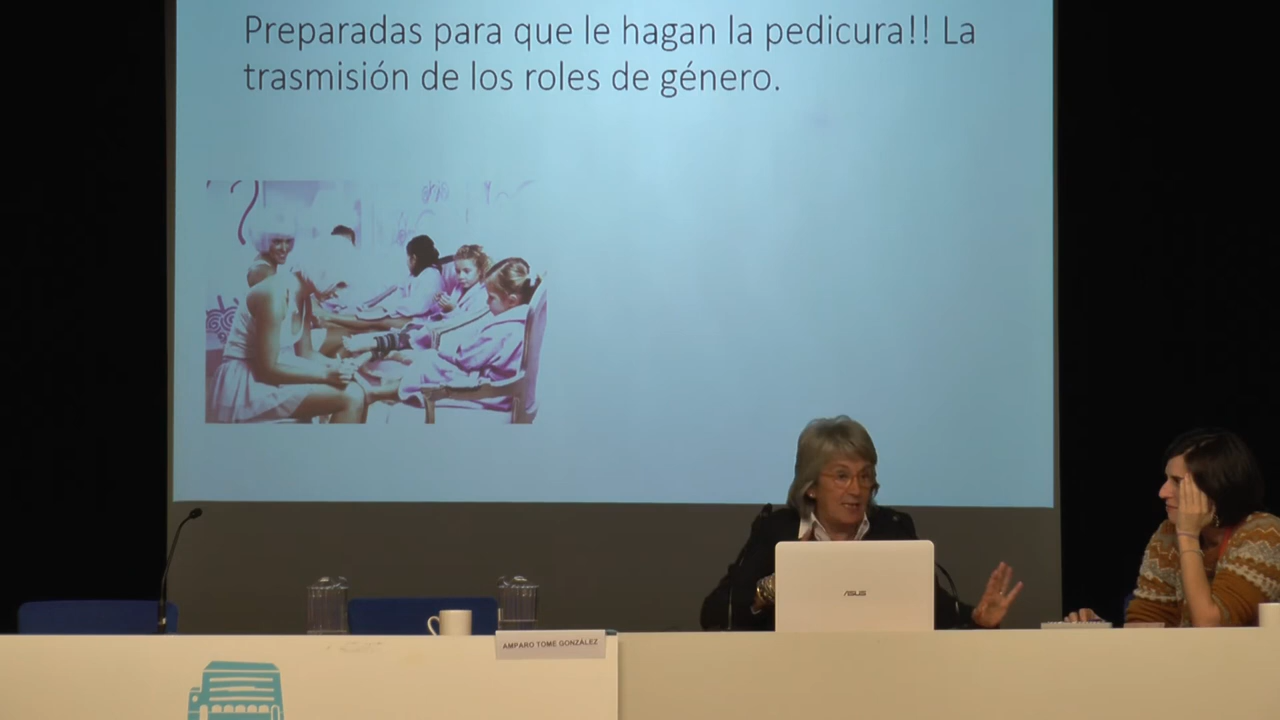 Preparadas para que le hagan la pedicura!! La
trasmisión de los roles de género.
ASUS
AMPARO TOMÉ GONZÁLEZ